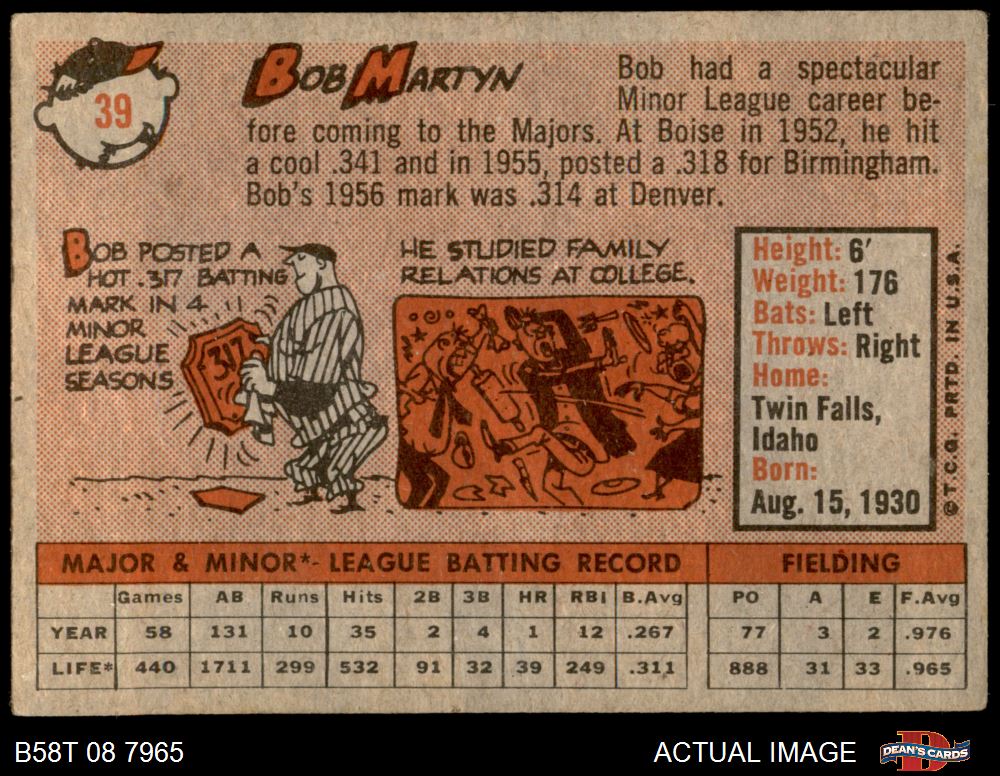 39
BOB MARTYN
Bob had a spectacular
Minor League career be-
fore coming to the Majors. At Boise in 1952, he hit
a cool .341 and in 1955, posted a .318 for Birmingham.
Bob's 1956 mark was .314 at Denver.
BOB POSTED A
HOT .317 BATTING
MARK IN 4
MINOR
LEAGUE
SEASONS
.317
HE STUDIED FAMILY
RELATIONS AT COLLEGE.
Height: 6'
Weight: 176
Bats: Left
Throws: Right
Home:
Twin Falls,
Idaho
Born:
Aug. 15, 1930
© T.C.G. PRTD. IN U.S.A.
MAJOR & MINOR*- LEAGUE BATTING RECORD FIELDING
Games AB Runs Hits 2B 3B HR RBI B.Avg PO A E F.Avg
YEAR 58 131 10 35 2 4 1 12 .267 77 3 2 .976
LIFE* 440 1711 299 532 91 32 39 249 .311 888 31 33 .965
B58T 08 7965
ACTUAL IMAGE
D
DEAN'S CARDS